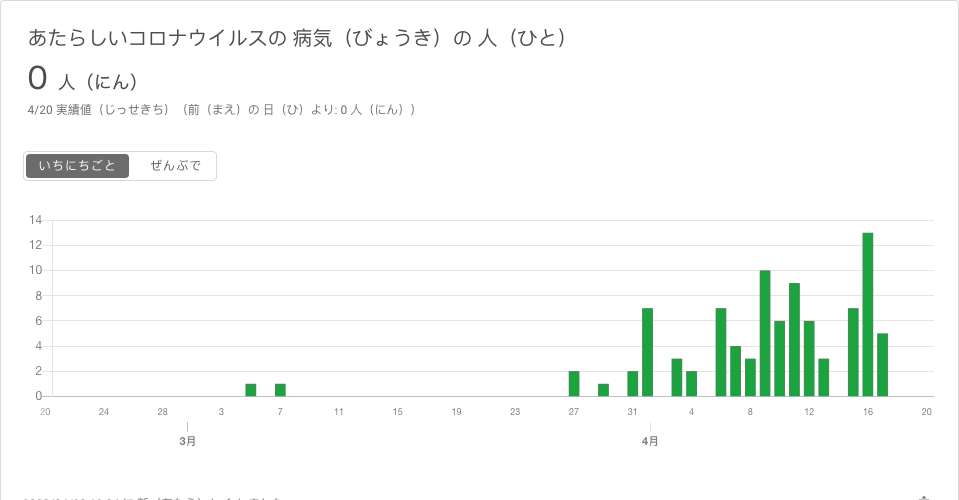 あたらしいコロナウイルスの 病気（びょうき）の 人（ひと）
0 人（にん）
4/20 実績値（じっせきち）（前（まえ）の 日（ひ）より: 0 人（にん））
いちにちごと ぜんぶで
14
12
10
8
6
4
2
0
20 24 28 3 7 11 15 19 23 27 31 4 8 12 16 20
3月 4月